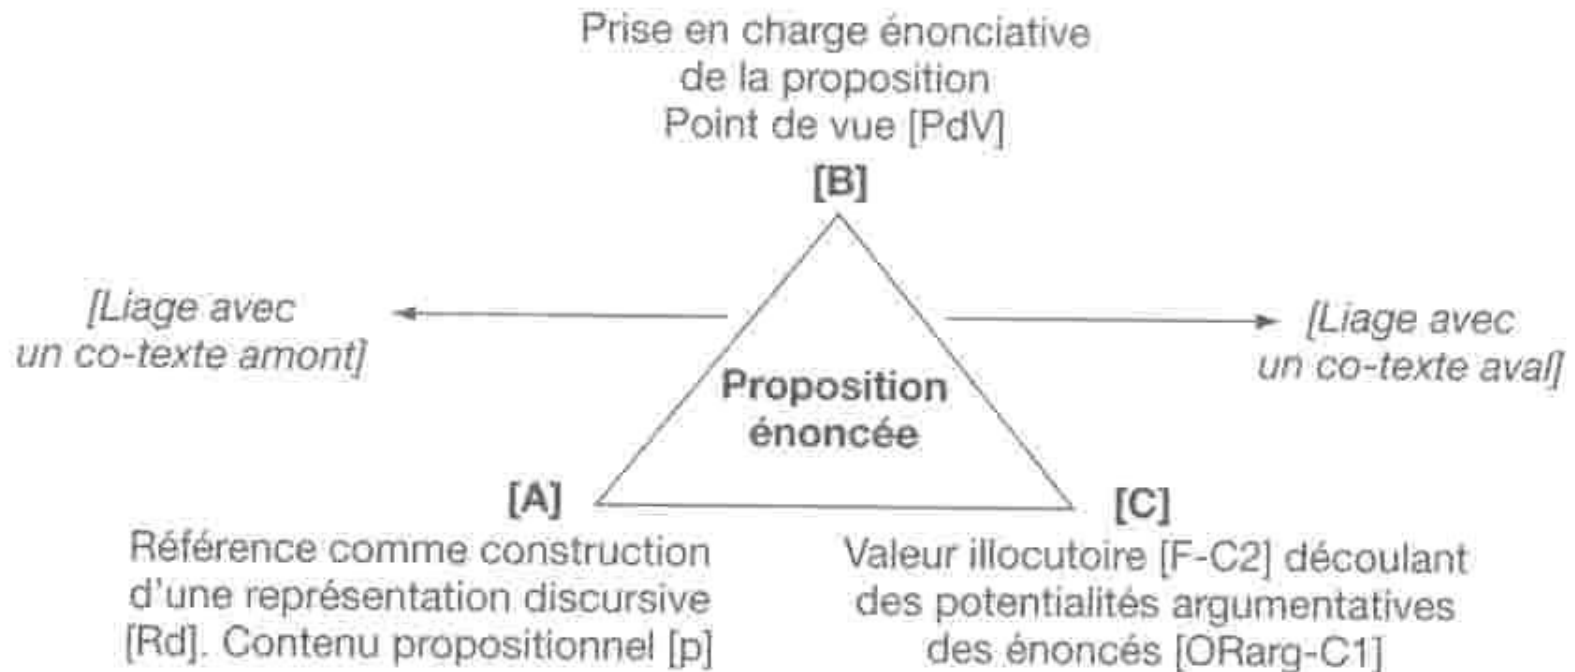 Prise en charge énonciative
de la proposition
Point de vue [PdV]
[B]
[Liage avec
un co-texte amont]
[Liage avec
un co-texte aval]
Proposition
énoncée
[A]
Référence comme construction
d'une représentation discursive
[Rd]. Contenu propositionnel [p]
[C]
Valeur illocutoire [F-C2] découlant
des potentialités argumentatives
des énoncés [ORarg-C1]